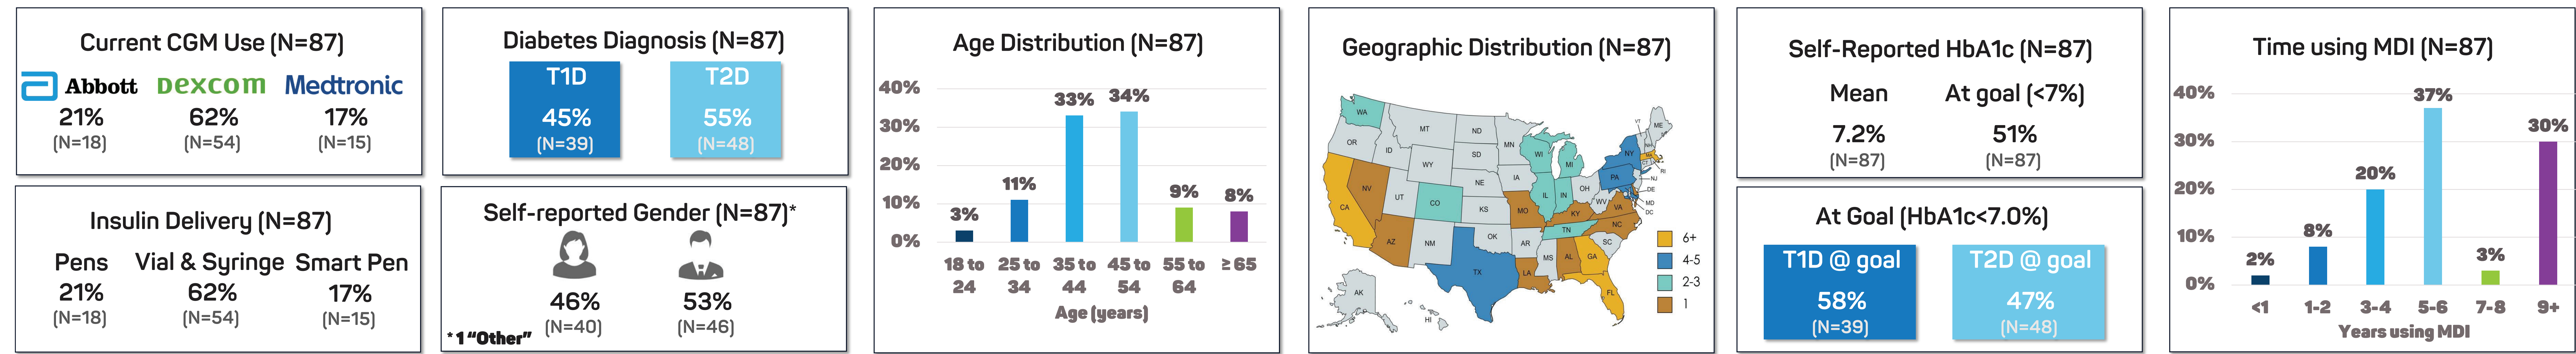 Current CGM Use (N=87)
Abbott DEXCOM Medtronic
21% 62% 17%
(N=18) (N=54) (N=15)
Insulin Delivery (N=87)
Pens Vial & Syringe Smart Pen
21% 62% 17%
(N=18) (N=54) (N=15)
Diabetes Diagnosis (N=87)
T1D T2D
45% 55%
(N=39) (N=48)
Self-reported Gender (N=87)*
46% 53%
(N=40) (N=46)
*1 “Other”
Age Distribution (N=87)
40%
30%
20%
10%
0%
3% 11% 33% 34% 9% 8%
18 to 25 to 35 to 45 to 55 to ≥ 65
24 34 44 54 64
Age (years)
Geographic Distribution (N=87)
WA
OR
CA
NV
ID
MT
WY
UT
AZ
CO
NM
ND
SD
NE
KS
OK
TX
MN
IA
MO
AR
LA
WI
IL
MI
IN
OH
KY
TN
MS
AL
GA
FL
SC
NC
VA
WV
PA
NY
VT
NH
ME
MA
CT
RI
NJ
DE
MD
DC
AK
HI
6+
4-5
2-3
1
Self-Reported HbA1c (N=87)
Mean At goal (<7%)
7.2% 51%
(N=87) (N=87)
At Goal (HbA1c<7.0%)
T1D @ goal T2D @ goal
58% 47%
(N=39) (N=48)
Time using MDI (N=87)
40%
30%
20%
10%
0%
2% 8% 20% 37% 3% 30%
<1 1-2 3-4 5-6 7-8 9+
Years using MDI